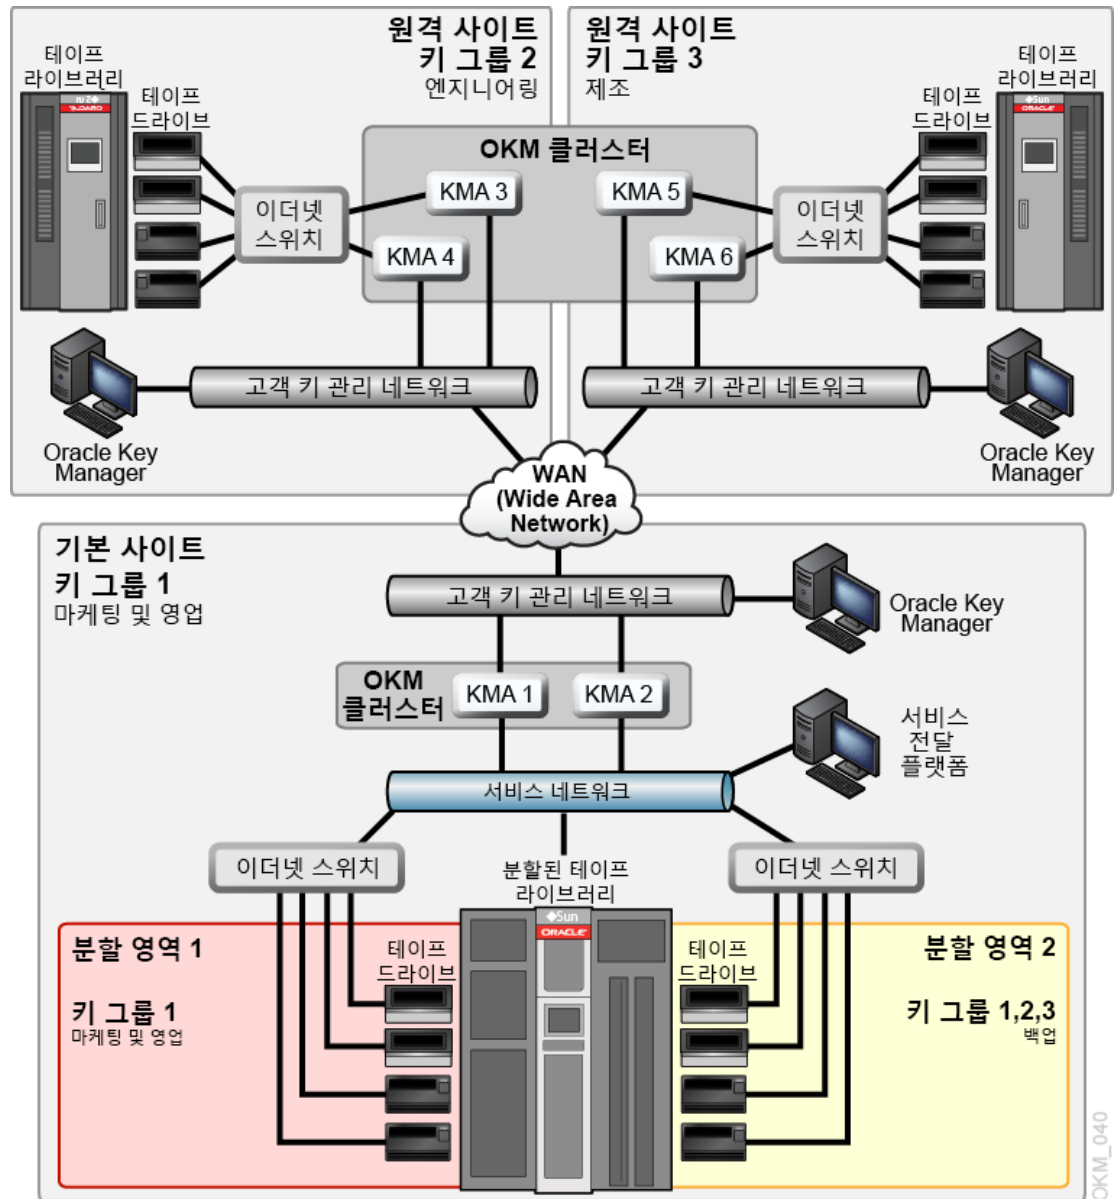 원격 사이트
키 그룹 2
엔지니어링
테이프
라이브러리
테이프
드라이브
이더넷
스위치
원격 사이트
키 그룹 3
제조
테이프
라이브러리
Sun
ORACLE
테이프
드라이브
이더넷
스위치
OKM 클러스터
KMA 3
KMA 4
KMA 5
KMA 6
고객 키 관리 네트워크
고객 키 관리 네트워크
Oracle Key
Manager
Oracle Key
Manager
WAN
(Wide Area
Network)
기본 사이트
키 그룹 1
마케팅 및 영업
고객 키 관리 네트워크
Oracle Key
Manager
OKM
클러스터
KMA 1
KMA 2
서비스
전달
플랫폼
서비스 네트워크
이더넷 스위치
분할된 테이프
라이브러리
이더넷 스위치
Sun
ORACLE
분할 영역 1
키 그룹 1
마케팅 및 영업
테이프
드라이브
테이프
드라이브
분할 영역 2
키 그룹 1,2,3
백업
OKM_040